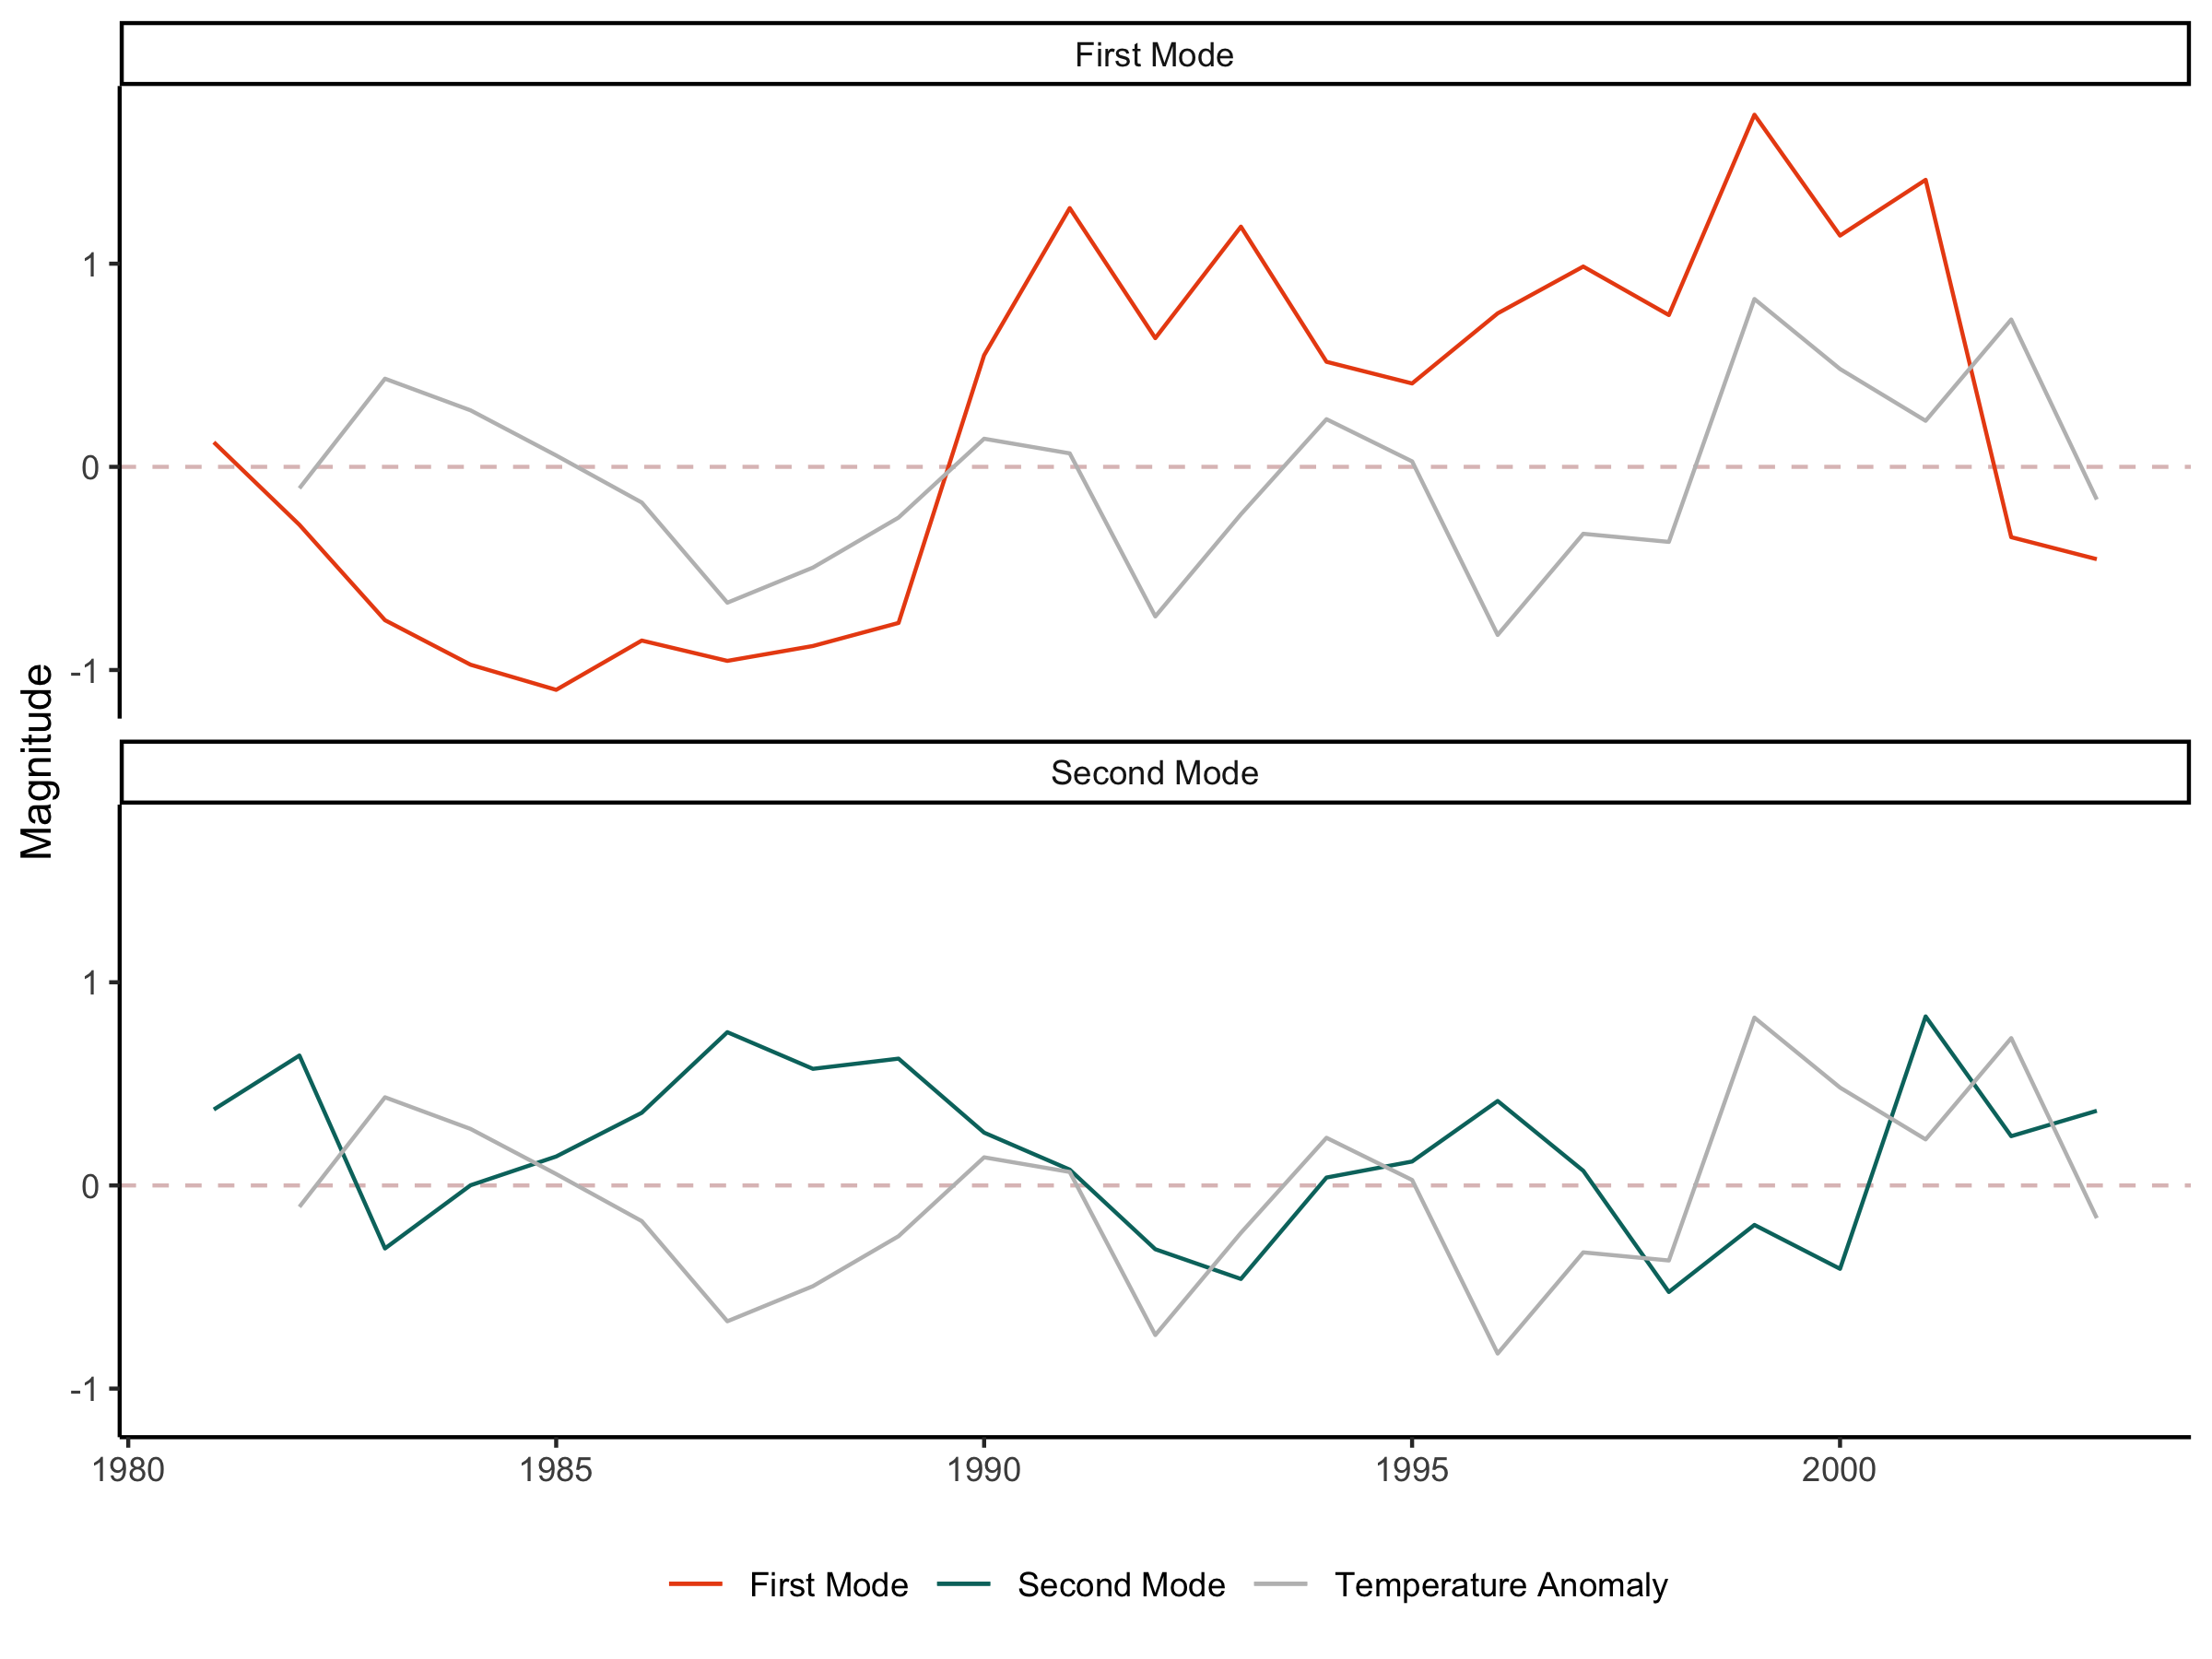 First Mode
1
0
-1
Magnitude
Second Mode
1
0
-1
1980 1985 1990 1995 2000
First Mode Second Mode Temperature Anomaly